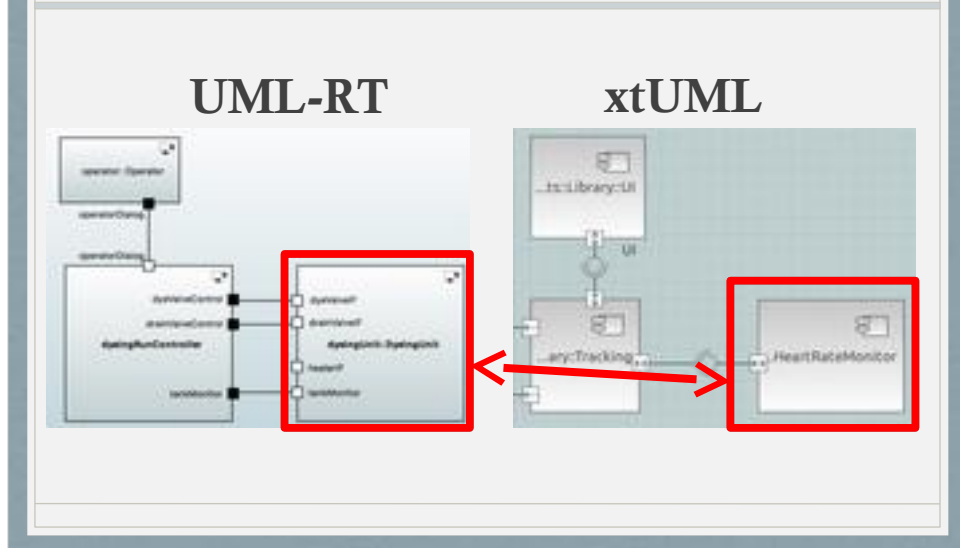 UML-RT
xtUML
operator: Operator
operatorDialog
operatorDialog
dyeValveControl
drainValveControl
dyeingRunController
tankMonitor
dyeValveIF
drainValveIF
dyeingUnit: DyeingUnit
heaterIF
tankMonitor
...ts::Library::UI
UI
...ary::Tracking
HeartRateMonitor